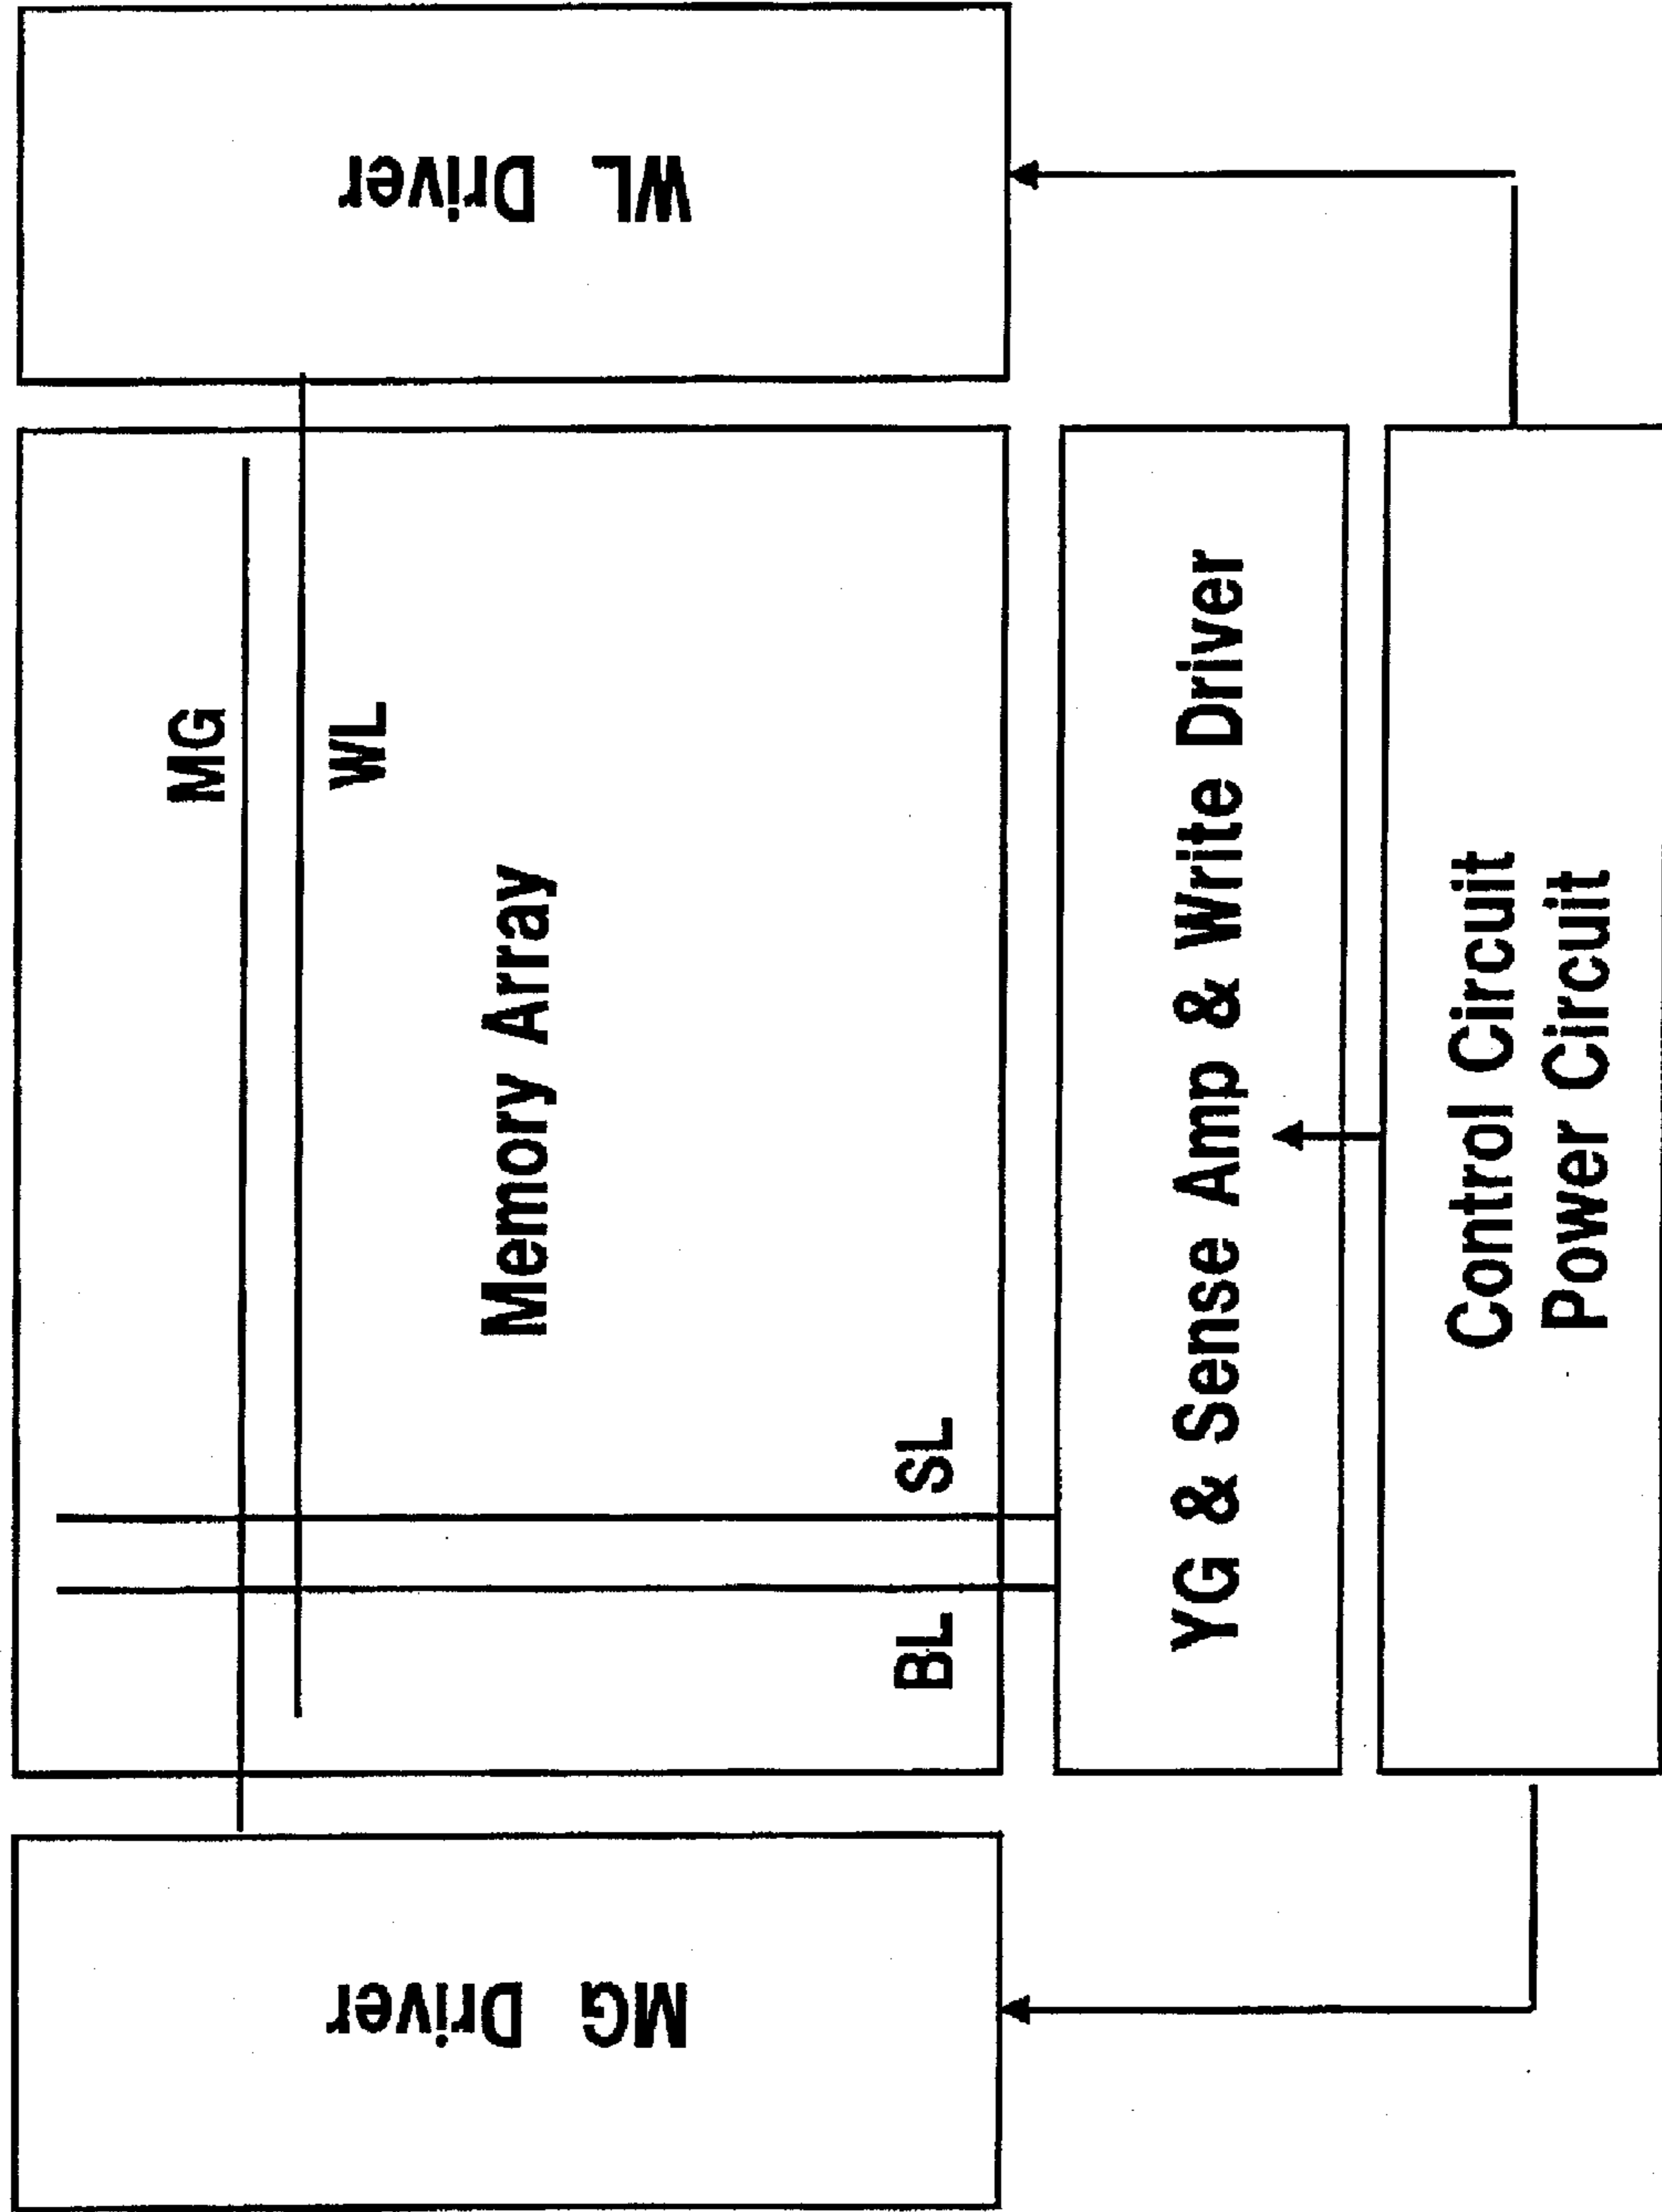 MG Driver
MG
WL
Memory Array
BL
SL
WL Driver
YG & Sense Amp & Write Driver
Control Circuit
Power Circuit